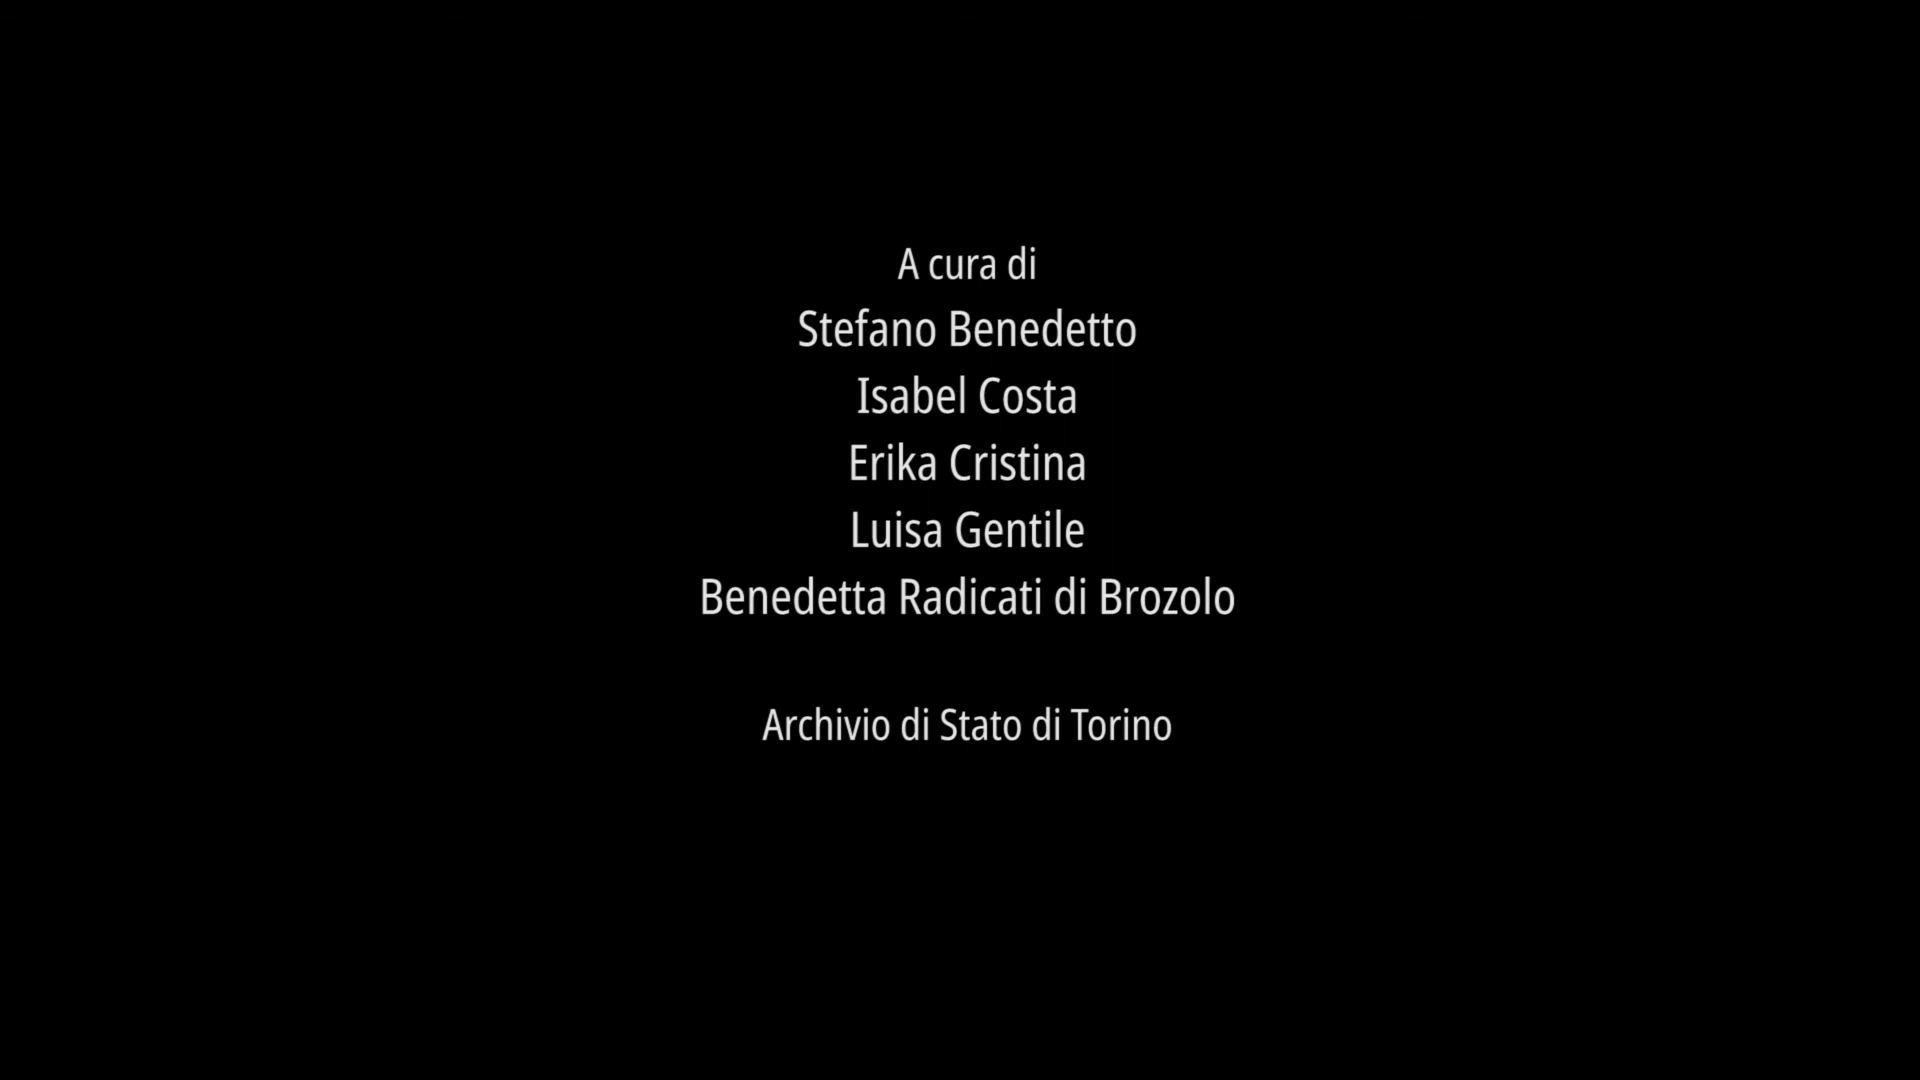 A cura di
Stefano Benedetto
Isabel Costa
Erika Cristina
Luisa Gentile
Benedetta Radicati di Brozolo
Archivio di Stato di Torino